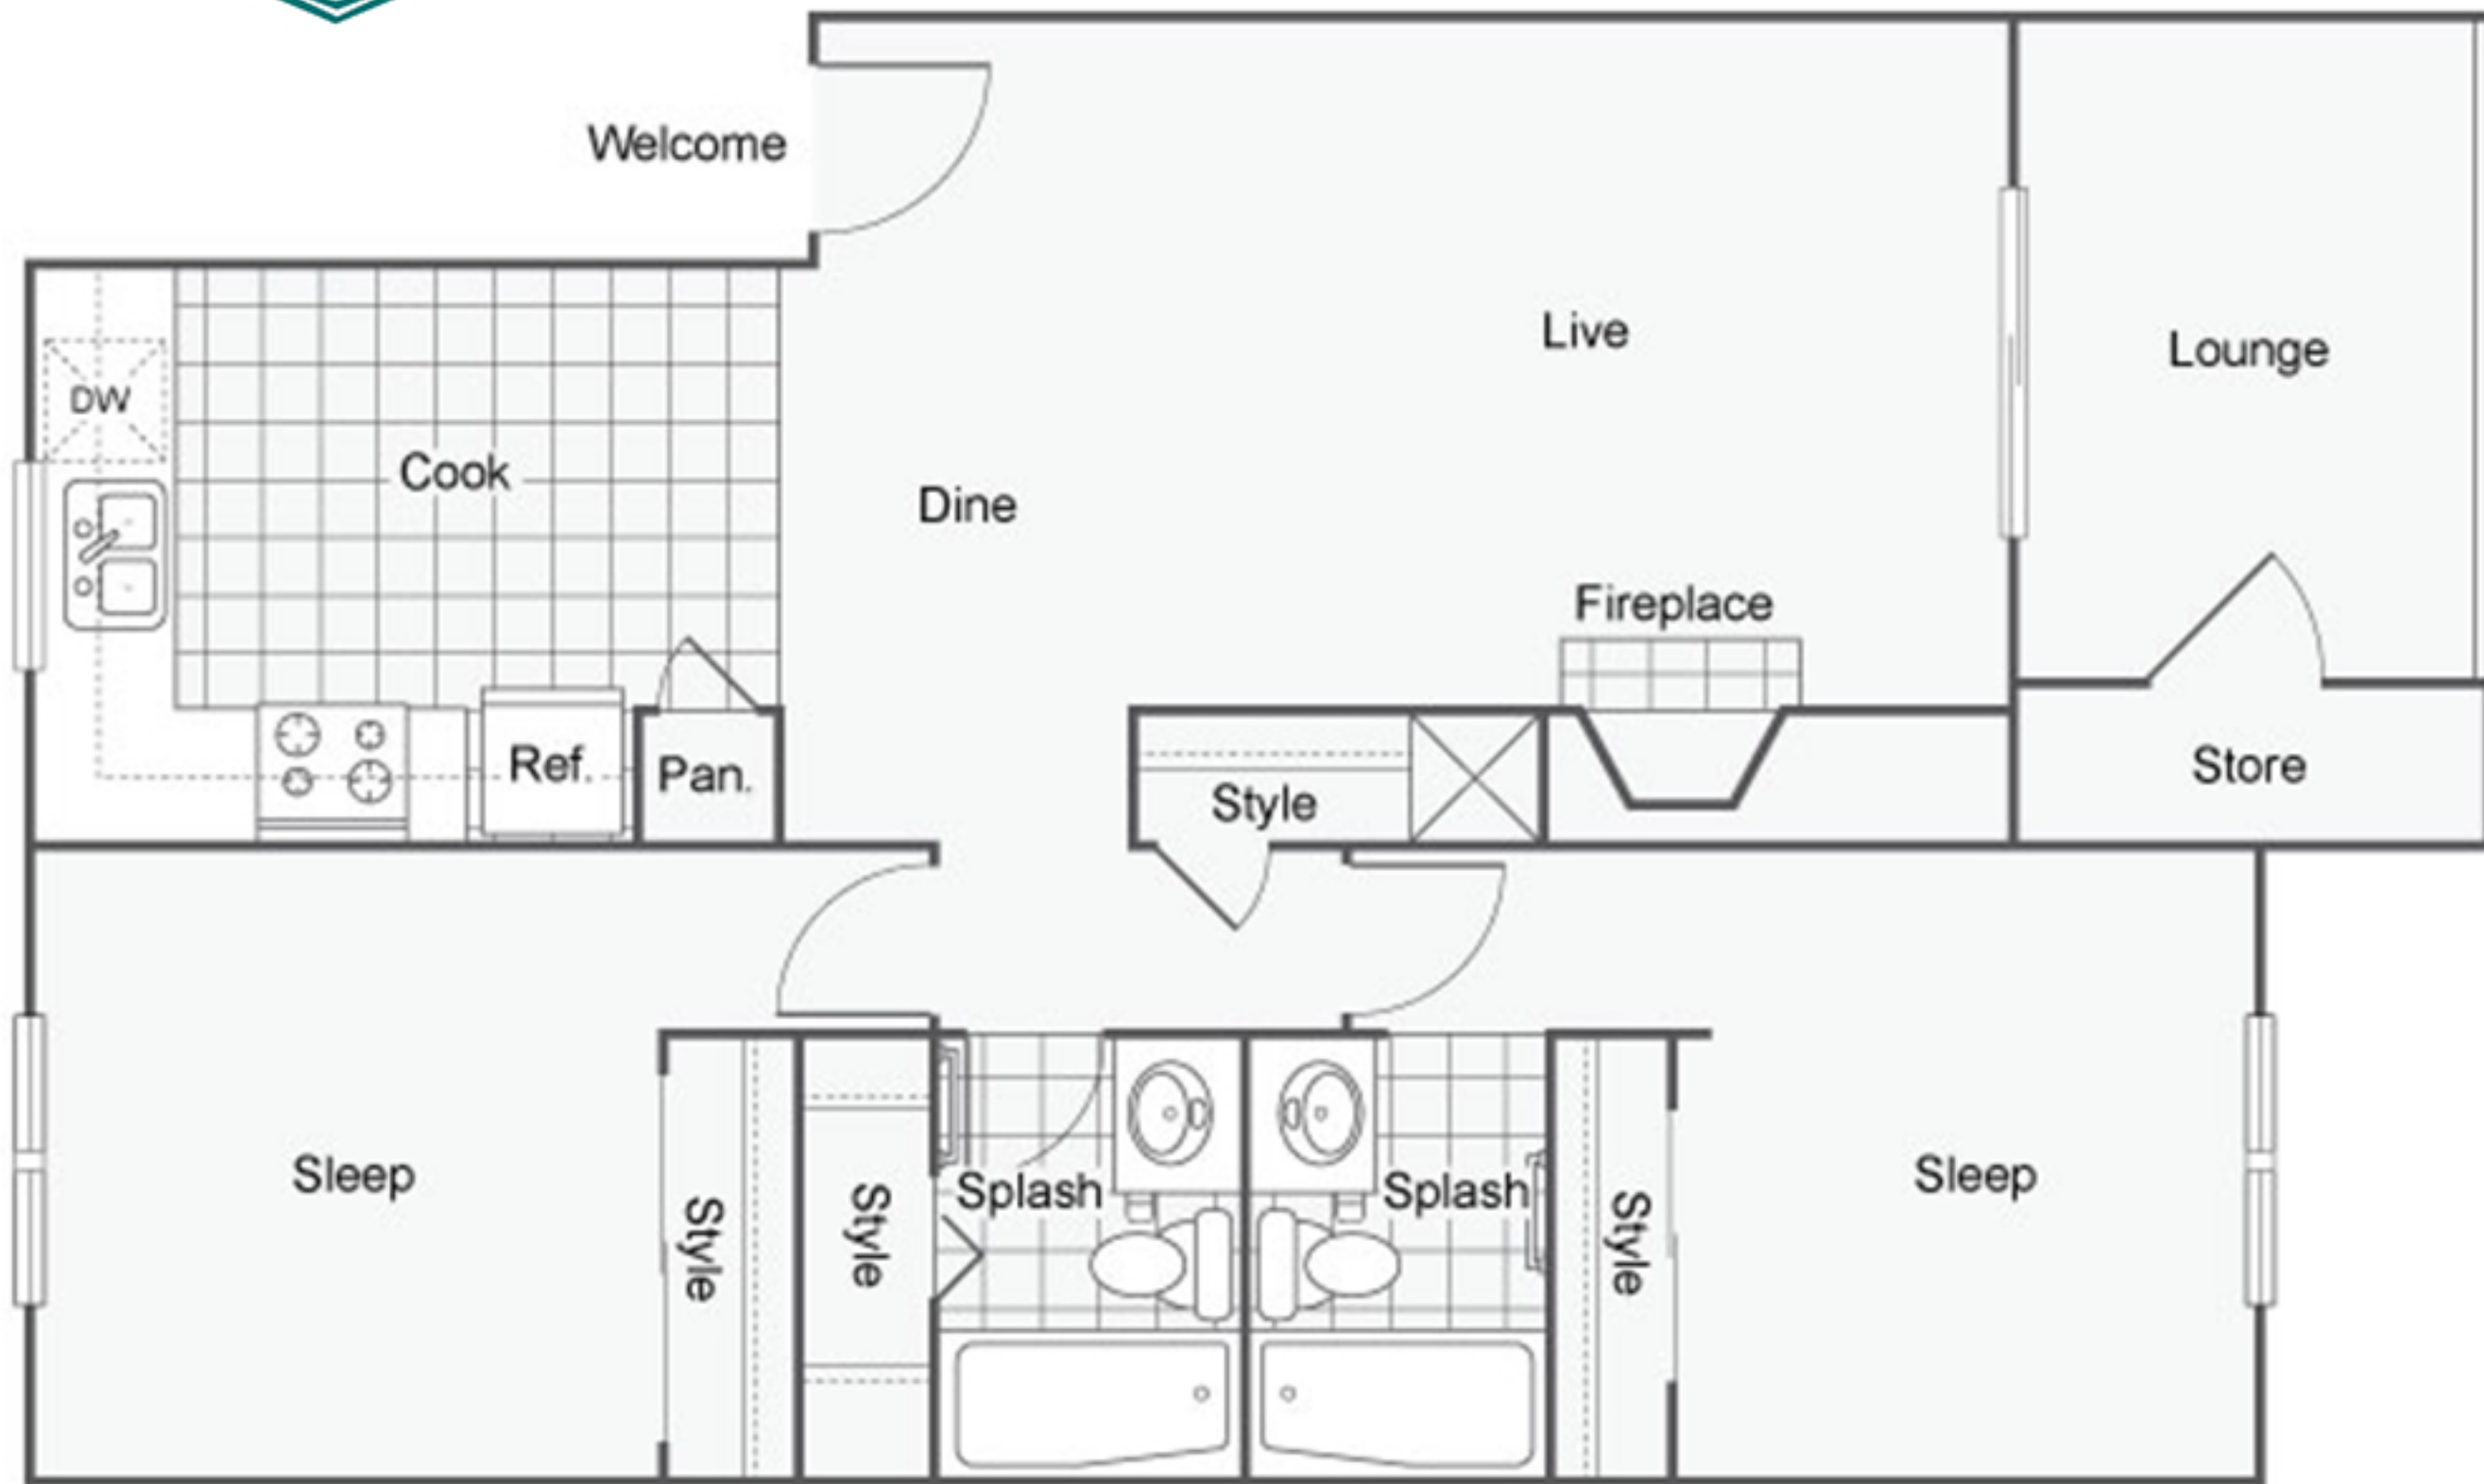 Welcome
Live
Lounge
DW
Cook
Dine
Fireplace
Ref.
Pan.
Style
Store
Sleep
Style
Style
Splash
Splash
Style
Sleep